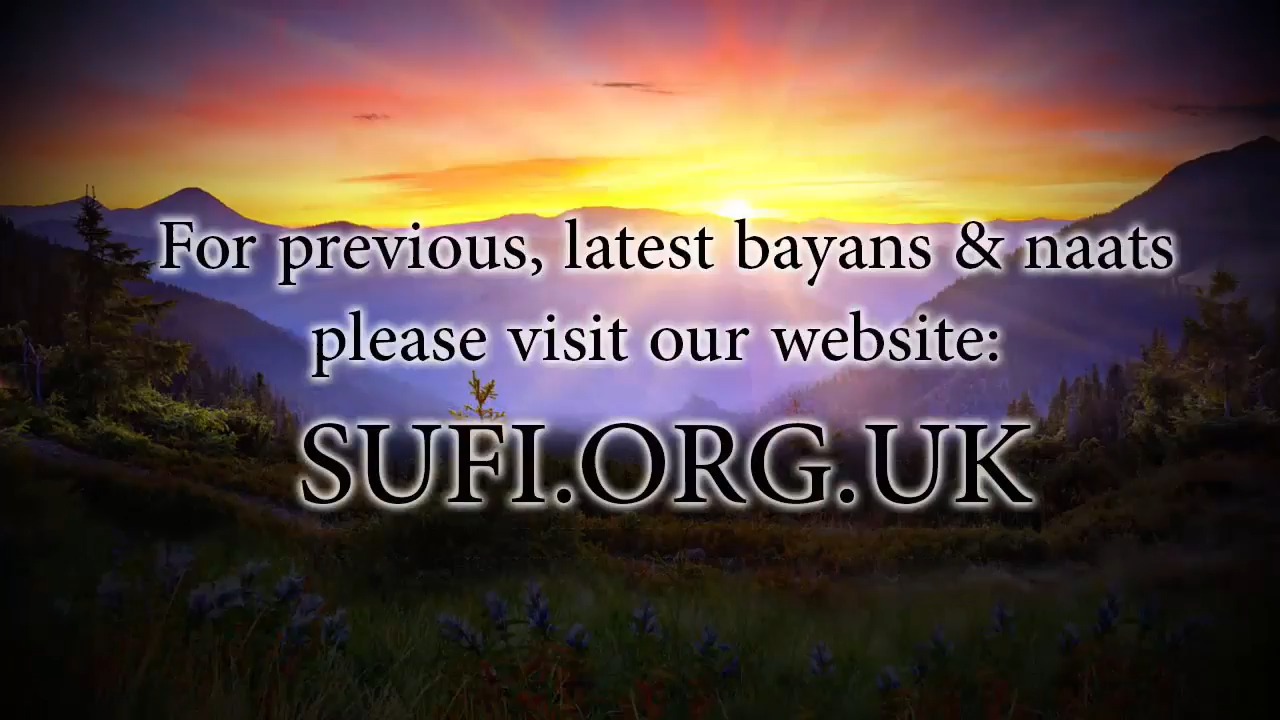 For previous, latest bayans & naats
please visit our website:
SUFI.ORG.UK